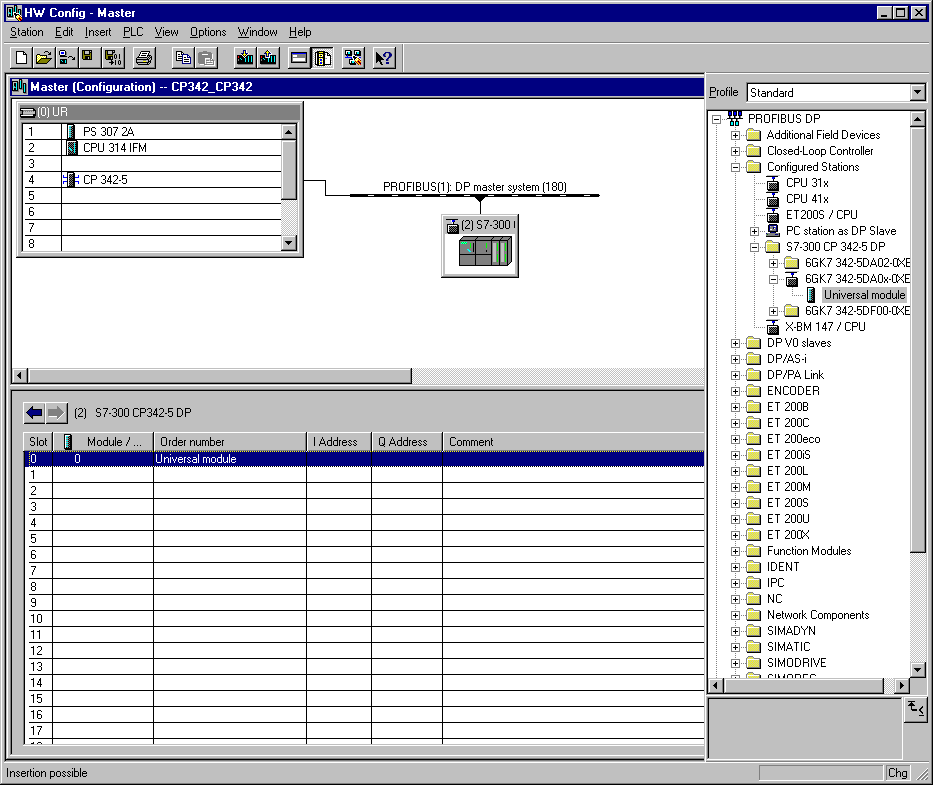 HW Config - Master
Station Edit Insert PLC View Options Window Help
Master (Configuration) -- CP342_CP342
(0) UR
1 PS 307 2A
2 CPU 314 IFM
3
4 CP 342-5
5
6
7
8
PROFIBUS(1): DP master system (180)
(2) S7-300
(2) S7-300 CP342-5 DP
Slot Module / ... Order number I Address Q Address Comment
0 0 Universal module
1
2
3
4
5
6
7
8
9
10
11
12
13
14
15
16
17
Profile Standard
PROFIBUS DP
Additional Field Devices
Closed-Loop Controller
Configured Stations
CPU 31x
CPU 41x
ET200S / CPU
PC station as DP Slave
S7-300 CP 342-5 DP
6GK7 342-5DA02-0XE
6GK7 342-5DA0x-0XE
Universal module
6GK7 342-5DF00-0XE
X-BM 147 / CPU
DP V0 slaves
DP/AS-i
DP/PA Link
ENCODER
ET 200B
ET 200C
ET 200eco
ET 200iS
ET 200L
ET 200M
ET 200S
ET 200U
ET 200X
Function Modules
IDENT
IPC
NC
Network Components
SIMADYN
SIMATIC
SIMODRIVE
Insertion possible
Chg